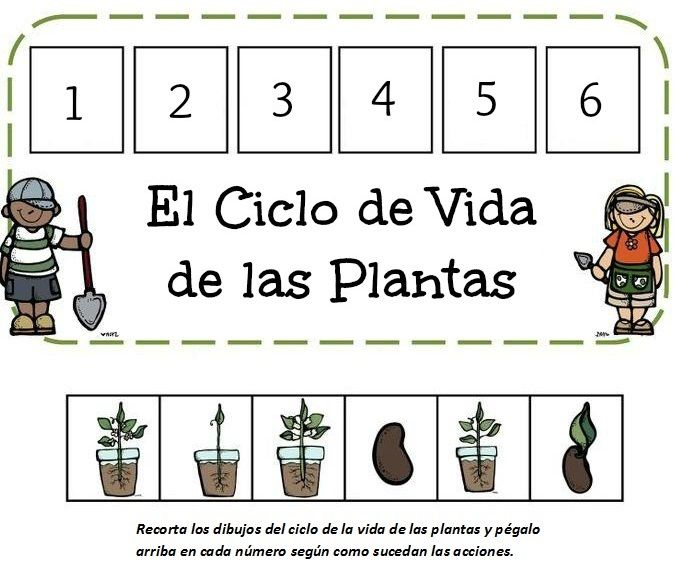 1 2 3 4 5 6
El Ciclo de Vida
de las Plantas
Recorta los dibujos del ciclo de la vida de las plantas y pégalo
arriba en cada número según como sucedan las acciones.